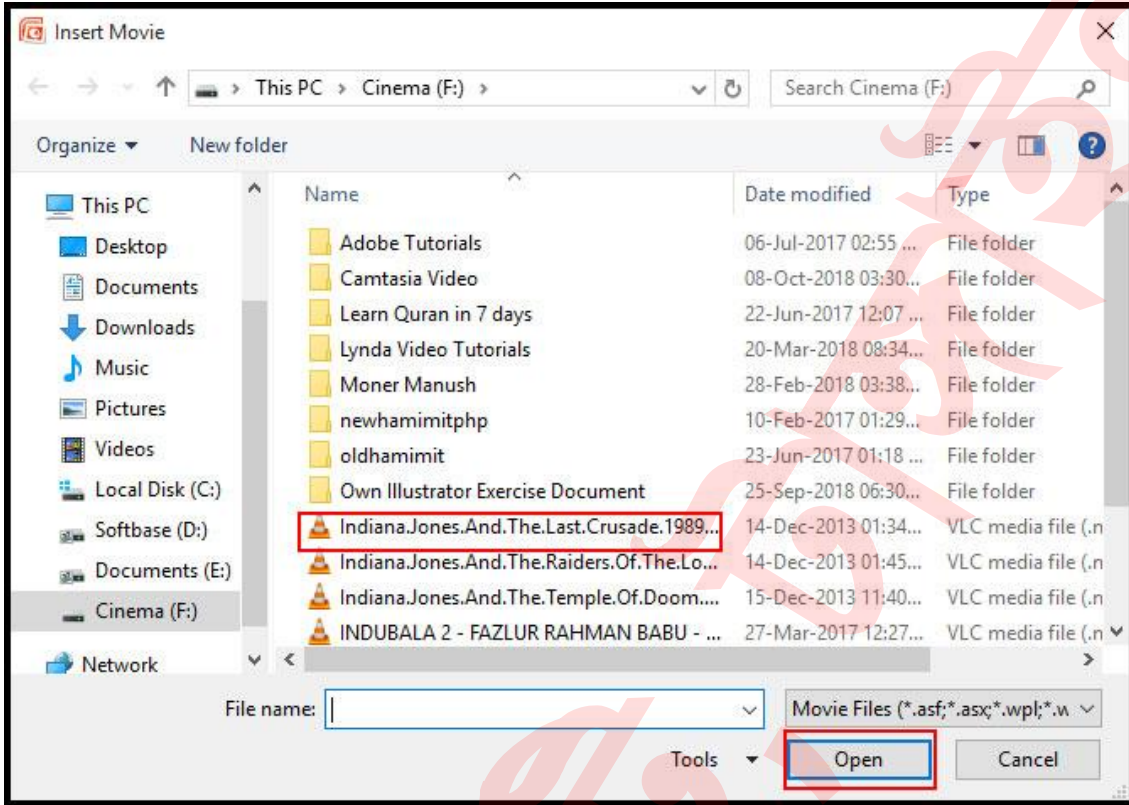 Insert Movie
This PC > Cinema (F:) >
Search Cinema (F:)
Organize
New folder
Name Date modified Type
This PC
Desktop
Documents
Downloads
Music
Pictures
Videos
Local Disk (C:)
Softbase (D:)
Documents (E:)
Cinema (F:)
Network
Adobe Tutorials 06-Jul-2017 02:55 ... File folder
Camtasia Video 08-Oct-2018 03:30... File folder
Learn Quran in 7 days 22-Jun-2017 12:07 ... File folder
Lynda Video Tutorials 20-Mar-2018 08:34... File folder
Moner Manush 28-Feb-2018 03:38... File folder
newhamimitphp 10-Feb-2017 01:29... File folder
oldhamimit 23-Jun-2017 01:18 ... File folder
Own Illustrator Exercise Document 25-Sep-2018 06:30... File folder
Indiana.Jones.And.The.Last.Crusade.1989... 14-Dec-2013 01:34... VLC media file (.n
Indiana.Jones.And.The.Raiders.Of.The.Lo... 14-Dec-2013 01:45... VLC media file (.n
Indiana.Jones.And.The.Temple.Of.Doom.... 15-Dec-2013 11:40... VLC media file (.n
INDUBALA 2 - FAZLUR RAHMAN BABU - ... 27-Mar-2017 12:27... VLC media file (.n
File name:
Movie Files (*.asf;*.asx;*.wpl;*.w
Tools
Open
Cancel